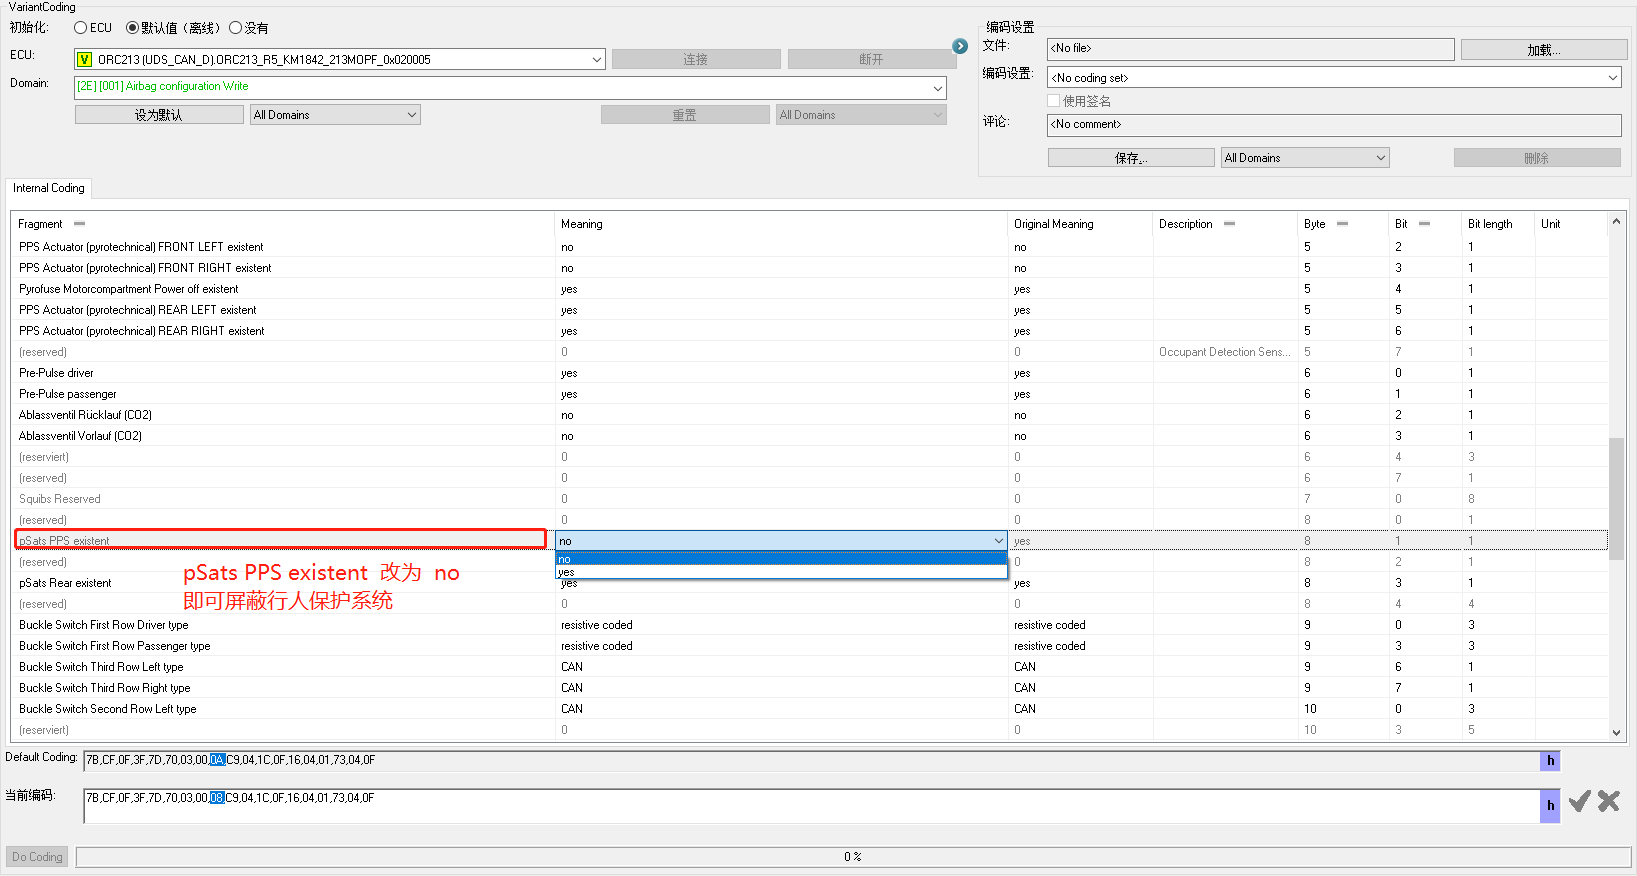 VariantCoding
初始化: ECU 默认值（离线） 没有
ECU: V ORC213 (UDS_CAN_D).ORC213_R5_KM1842_213MOPF_0x020005 连接 断开
Domain: [2E] [001] Airbag configuration Write
设为默认 All Domains 重置 All Domains
编码设置
文件: <No file> 加载...
编码设置: <No coding set>
使用签名
评论: <No comment>
保存... All Domains 删除
Internal Coding
Fragment Meaning Original Meaning Description Byte Bit Bit length Unit
PPS Actuator (pyrotechnical) FRONT LEFT existent no no 5 2 1
PPS Actuator (pyrotechnical) FRONT RIGHT existent no no 5 3 1
Pyrofuse Motorcompartment Power off existent yes yes 5 4 1
PPS Actuator (pyrotechnical) REAR LEFT existent yes yes 5 5 1
PPS Actuator (pyrotechnical) REAR RIGHT existent yes yes 5 6 1
(reserved) 0 0 Occupant Detection Sens... 5 7 1
Pre-Pulse driver yes yes 6 0 1
Pre-Pulse passenger yes yes 6 1 1
Ablassventil Rücklauf (CO2) no no 6 2 1
Ablassventil Vorlauf (CO2) no no 6 3 1
(reserviert) 0 0 6 4 3
(reserved) 0 0 6 7 1
Squibs Reserved 0 0 7 0 8
(reserved) 0 0 8 0 1
pSats PPS existent no yes 8 1 1
(reserved) no 0 8 2 1
yes
pSats Rear existent yes yes 8 3 1
pSats PPS existent 改为 no
即可屏蔽行人保护系统
(reserved) 0 0 8 4 4
Buckle Switch First Row Driver type resistive coded resistive coded 9 0 3
Buckle Switch First Row Passenger type resistive coded resistive coded 9 3 3
Buckle Switch Third Row Left type CAN CAN 9 6 1
Buckle Switch Third Row Right type CAN CAN 9 7 1
Buckle Switch Second Row Left type CAN CAN 10 0 3
(reserviert) 0 0 10 3 5
Default Coding: 7B,CF,0F,3F,7D,70,03,00,0A,C9,04,1C,0F,16,04,01,73,04,0F h
当前编码: 7B,CF,0F,3F,7D,70,03,00,08,C9,04,1C,0F,16,04,01,73,04,0F h
Do Coding 0 %